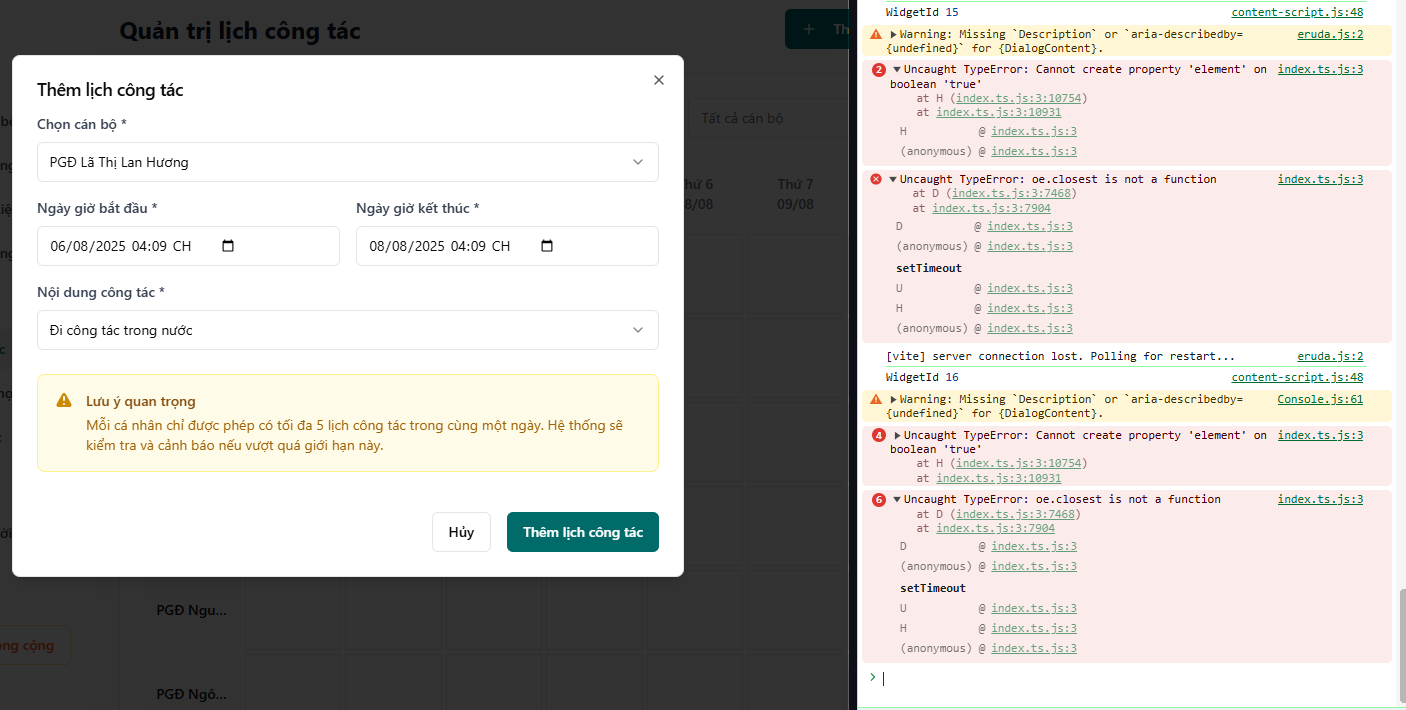 Quản trị lịch công tác
+ Th
Thêm lịch công tác
Chọn cán bộ *
PGĐ Lã Thị Lan Hương
Tất cả cán bộ
Ngày giờ bắt đầu *
Ngày giờ kết thúc *
06/08/2025 04:09 CH
08/08/2025 04:09 CH
Nội dung công tác *
Đi công tác trong nước
Lưu ý quan trọng
Mỗi cá nhân chỉ được phép có tối đa 5 lịch công tác trong cùng một ngày. Hệ thống sẽ
kiểm tra và cảnh báo nếu vượt quá giới hạn này.
Hủy
Thêm lịch công tác
hứ 6
8/08
Thứ 7
09/08
PGĐ Ngu...
ng cộng
PGĐ Ngô...
WidgetId 15 content-script.js:48
Warning: Missing `Description` or `aria-describedby= eruda.js:2
{undefined}` for {DialogContent}.
2 Uncaught TypeError: Cannot create property 'element' on index.ts.js:3
boolean 'true'
at H (index.ts.js:3:10754)
at index.ts.js:3:10931
H @ index.ts.js:3
(anonymous) @ index.ts.js:3
Uncaught TypeError: oe.closest is not a function index.ts.js:3
at D (index.ts.js:3:7468)
at index.ts.js:3:7904
D @ index.ts.js:3
(anonymous) @ index.ts.js:3
setTimeout
U @ index.ts.js:3
H @ index.ts.js:3
(anonymous) @ index.ts.js:3
[vite] server connection lost. Polling for restart... eruda.js:2
WidgetId 16 content-script.js:48
Warning: Missing `Description` or `aria-describedby= Console.js:61
{undefined}` for {DialogContent}.
4 Uncaught TypeError: Cannot create property 'element' on index.ts.js:3
boolean 'true'
at H (index.ts.js:3:10754)
at index.ts.js:3:10931
6 Uncaught TypeError: oe.closest is not a function index.ts.js:3
at D (index.ts.js:3:7468)
at index.ts.js:3:7904
D @ index.ts.js:3
(anonymous) @ index.ts.js:3
setTimeout
U @ index.ts.js:3
H @ index.ts.js:3
(anonymous) @ index.ts.js:3